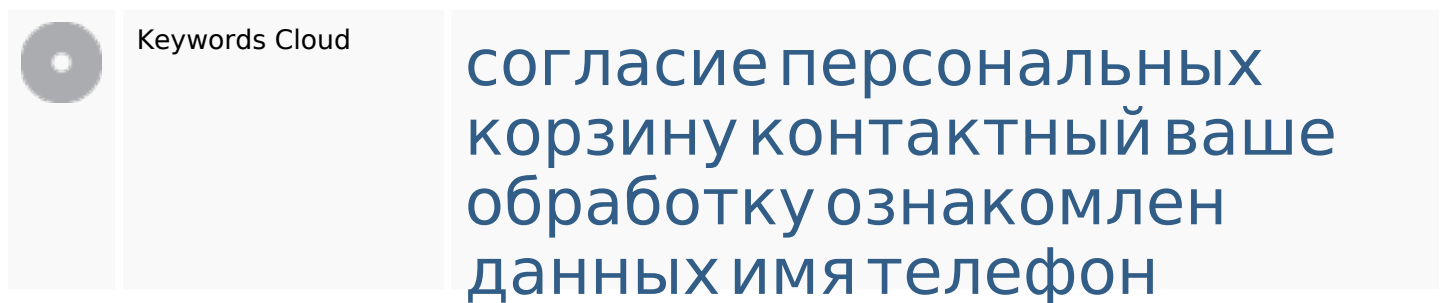 Keywords Cloud
согласие персональных
корзину контактный ваше
обработку ознакомлен
данных имя телефон